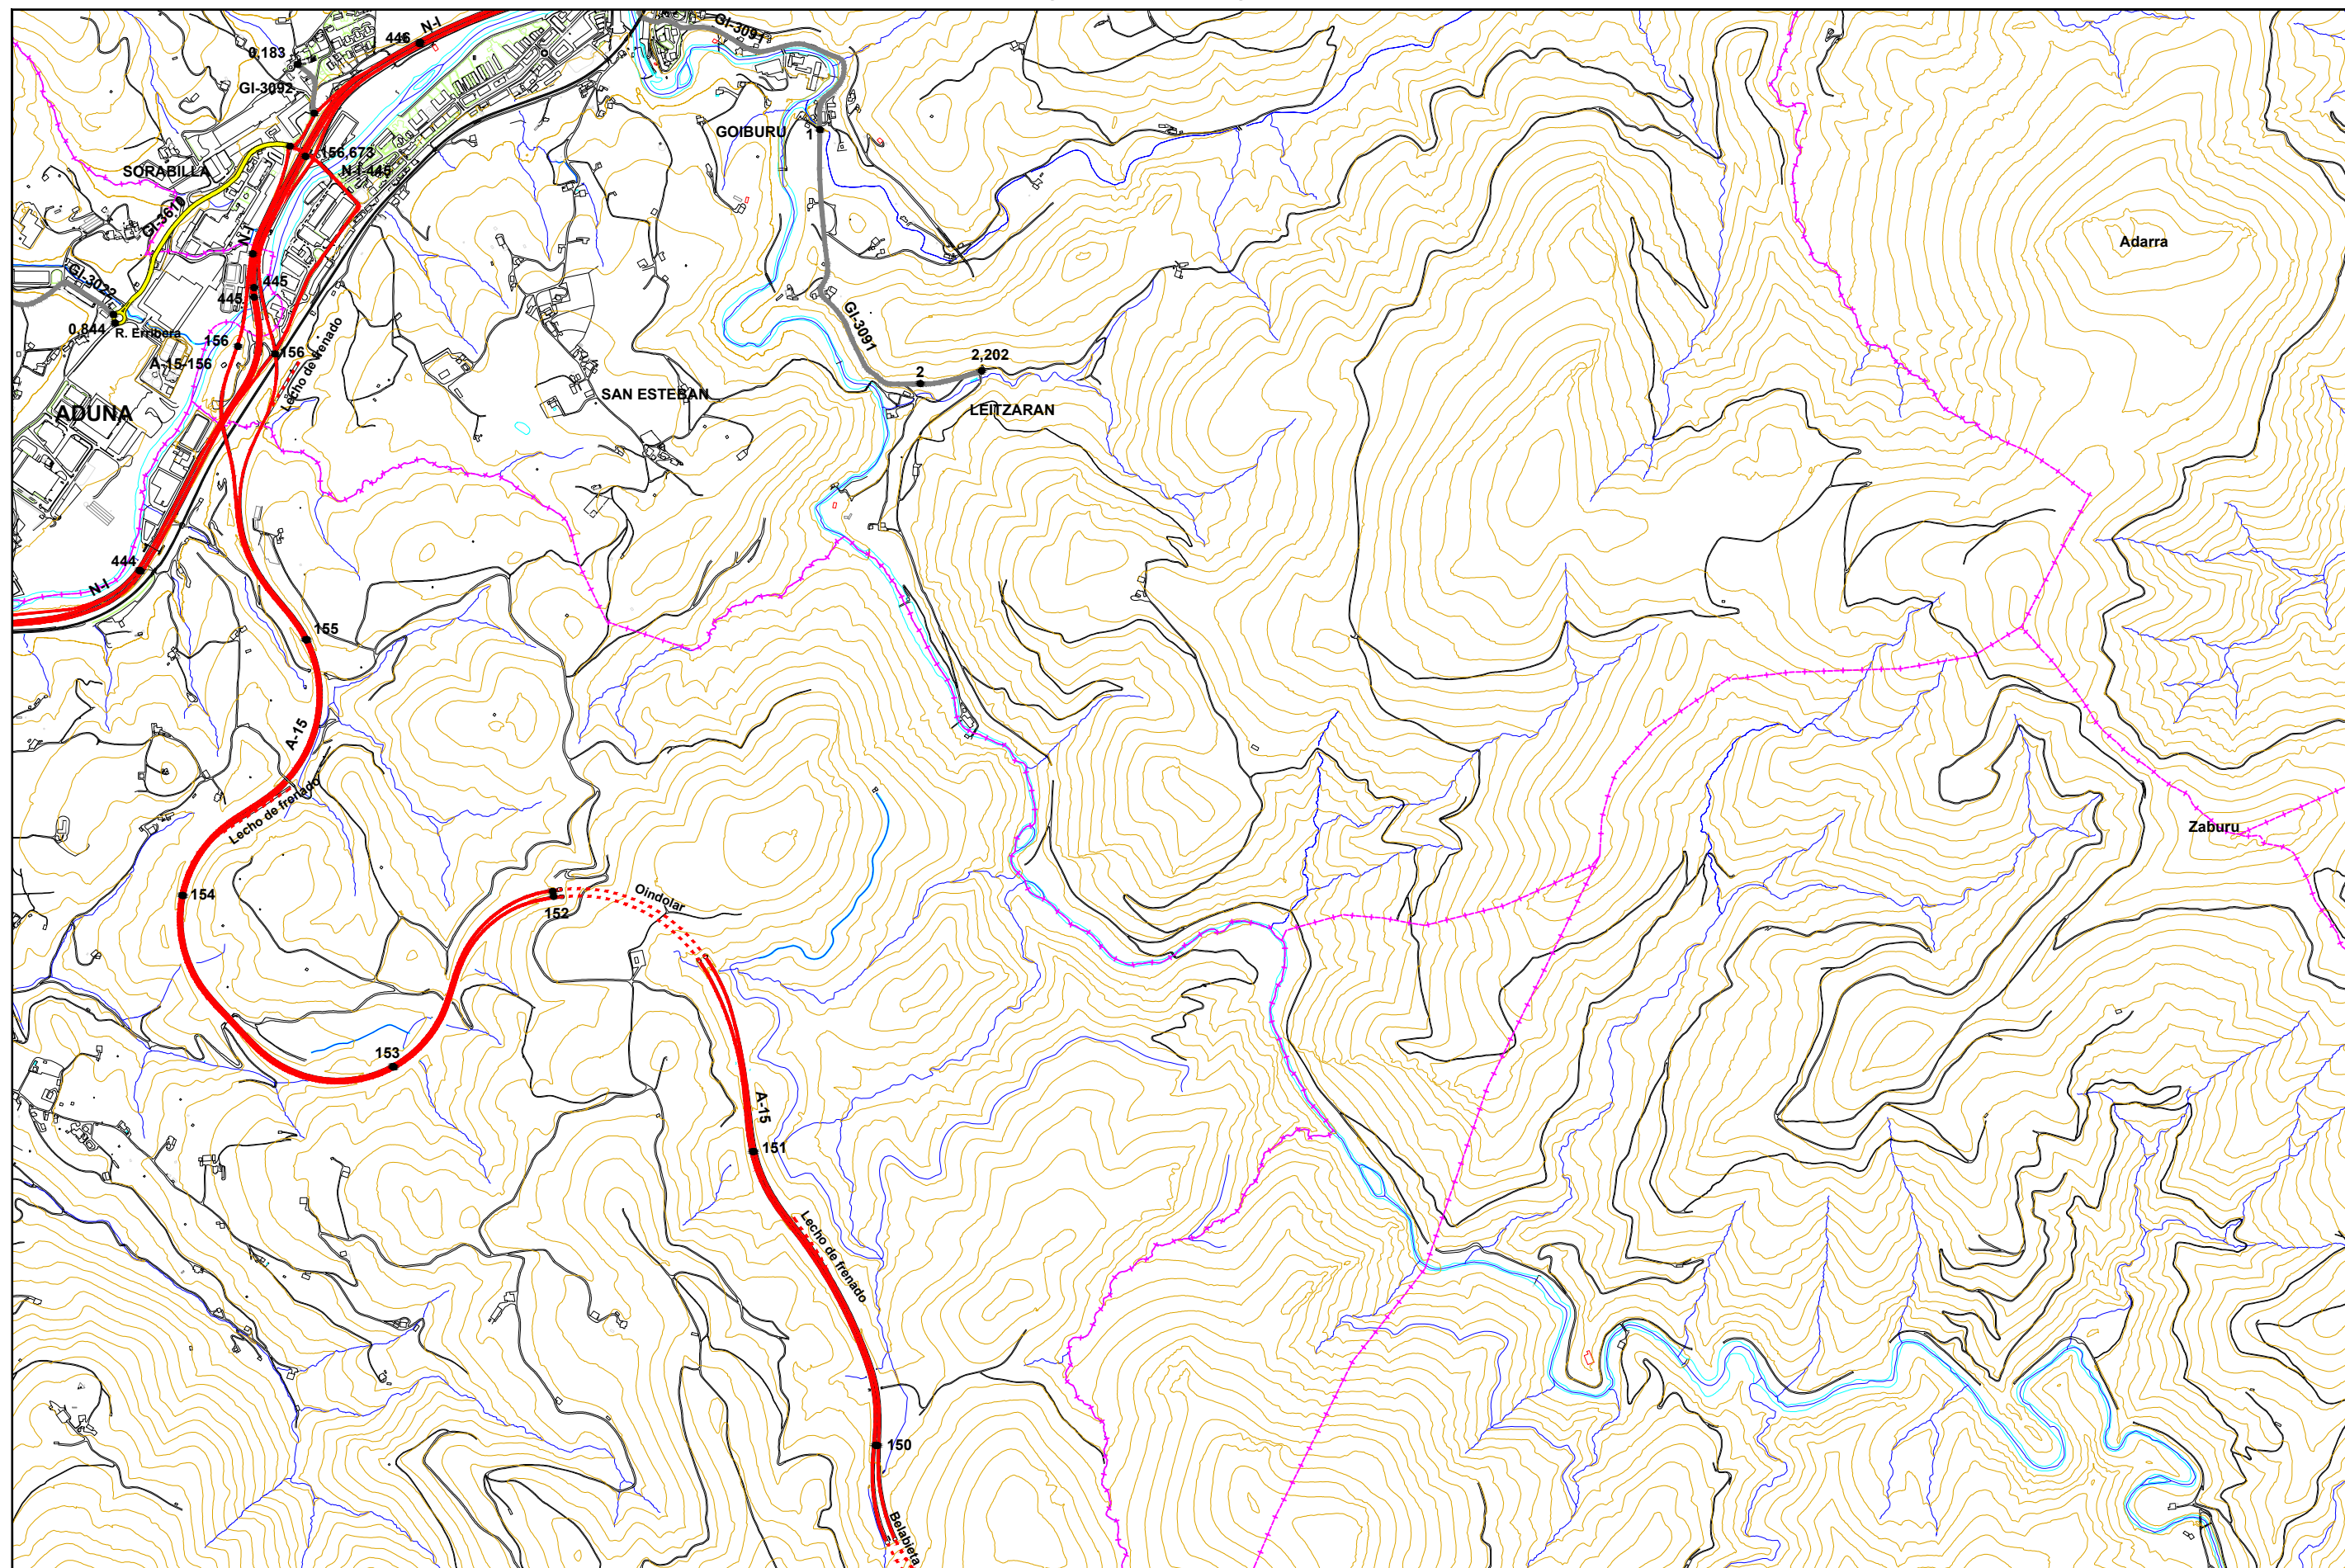 N-I
446
GI-3091
0,183
GI-3092
GOIBURU
1
156,673
N-I-445
SORABILLA
GI-3610
N-I
Adarra
GI-3022
445
445
0,844
R. Erribera
156
156
A-15-156
Lecho de frenado
GI-3091
2,202
2
SAN ESTEBAN
LEITZARAN
ADUNA
444
N-I
155
A-15
Lecho de frenado
Zaburu
154
Oindolar
152
153
A-15
151
Lecho de frenado
150
Belabieta